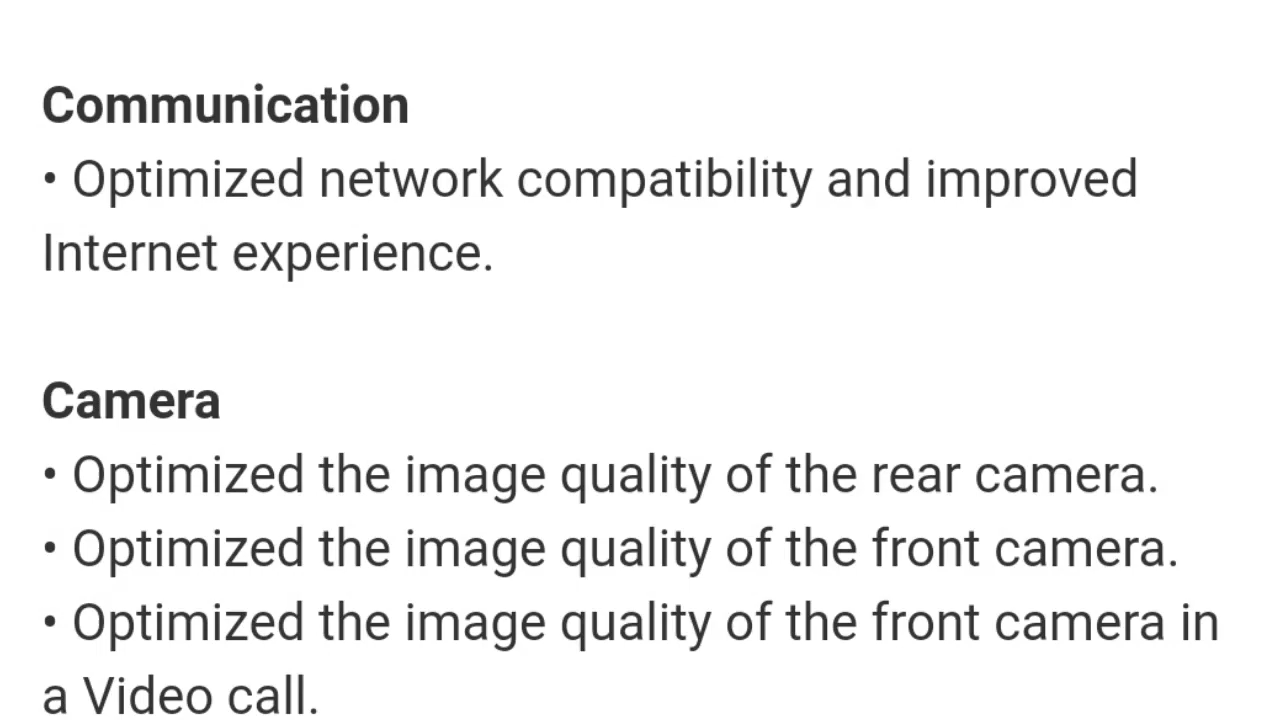 Communication
• Optimized network compatibility and improved
Internet experience.
Camera
• Optimized the image quality of the rear camera.
• Optimized the image quality of the front camera.
• Optimized the image quality of the front camera in
a Video call.